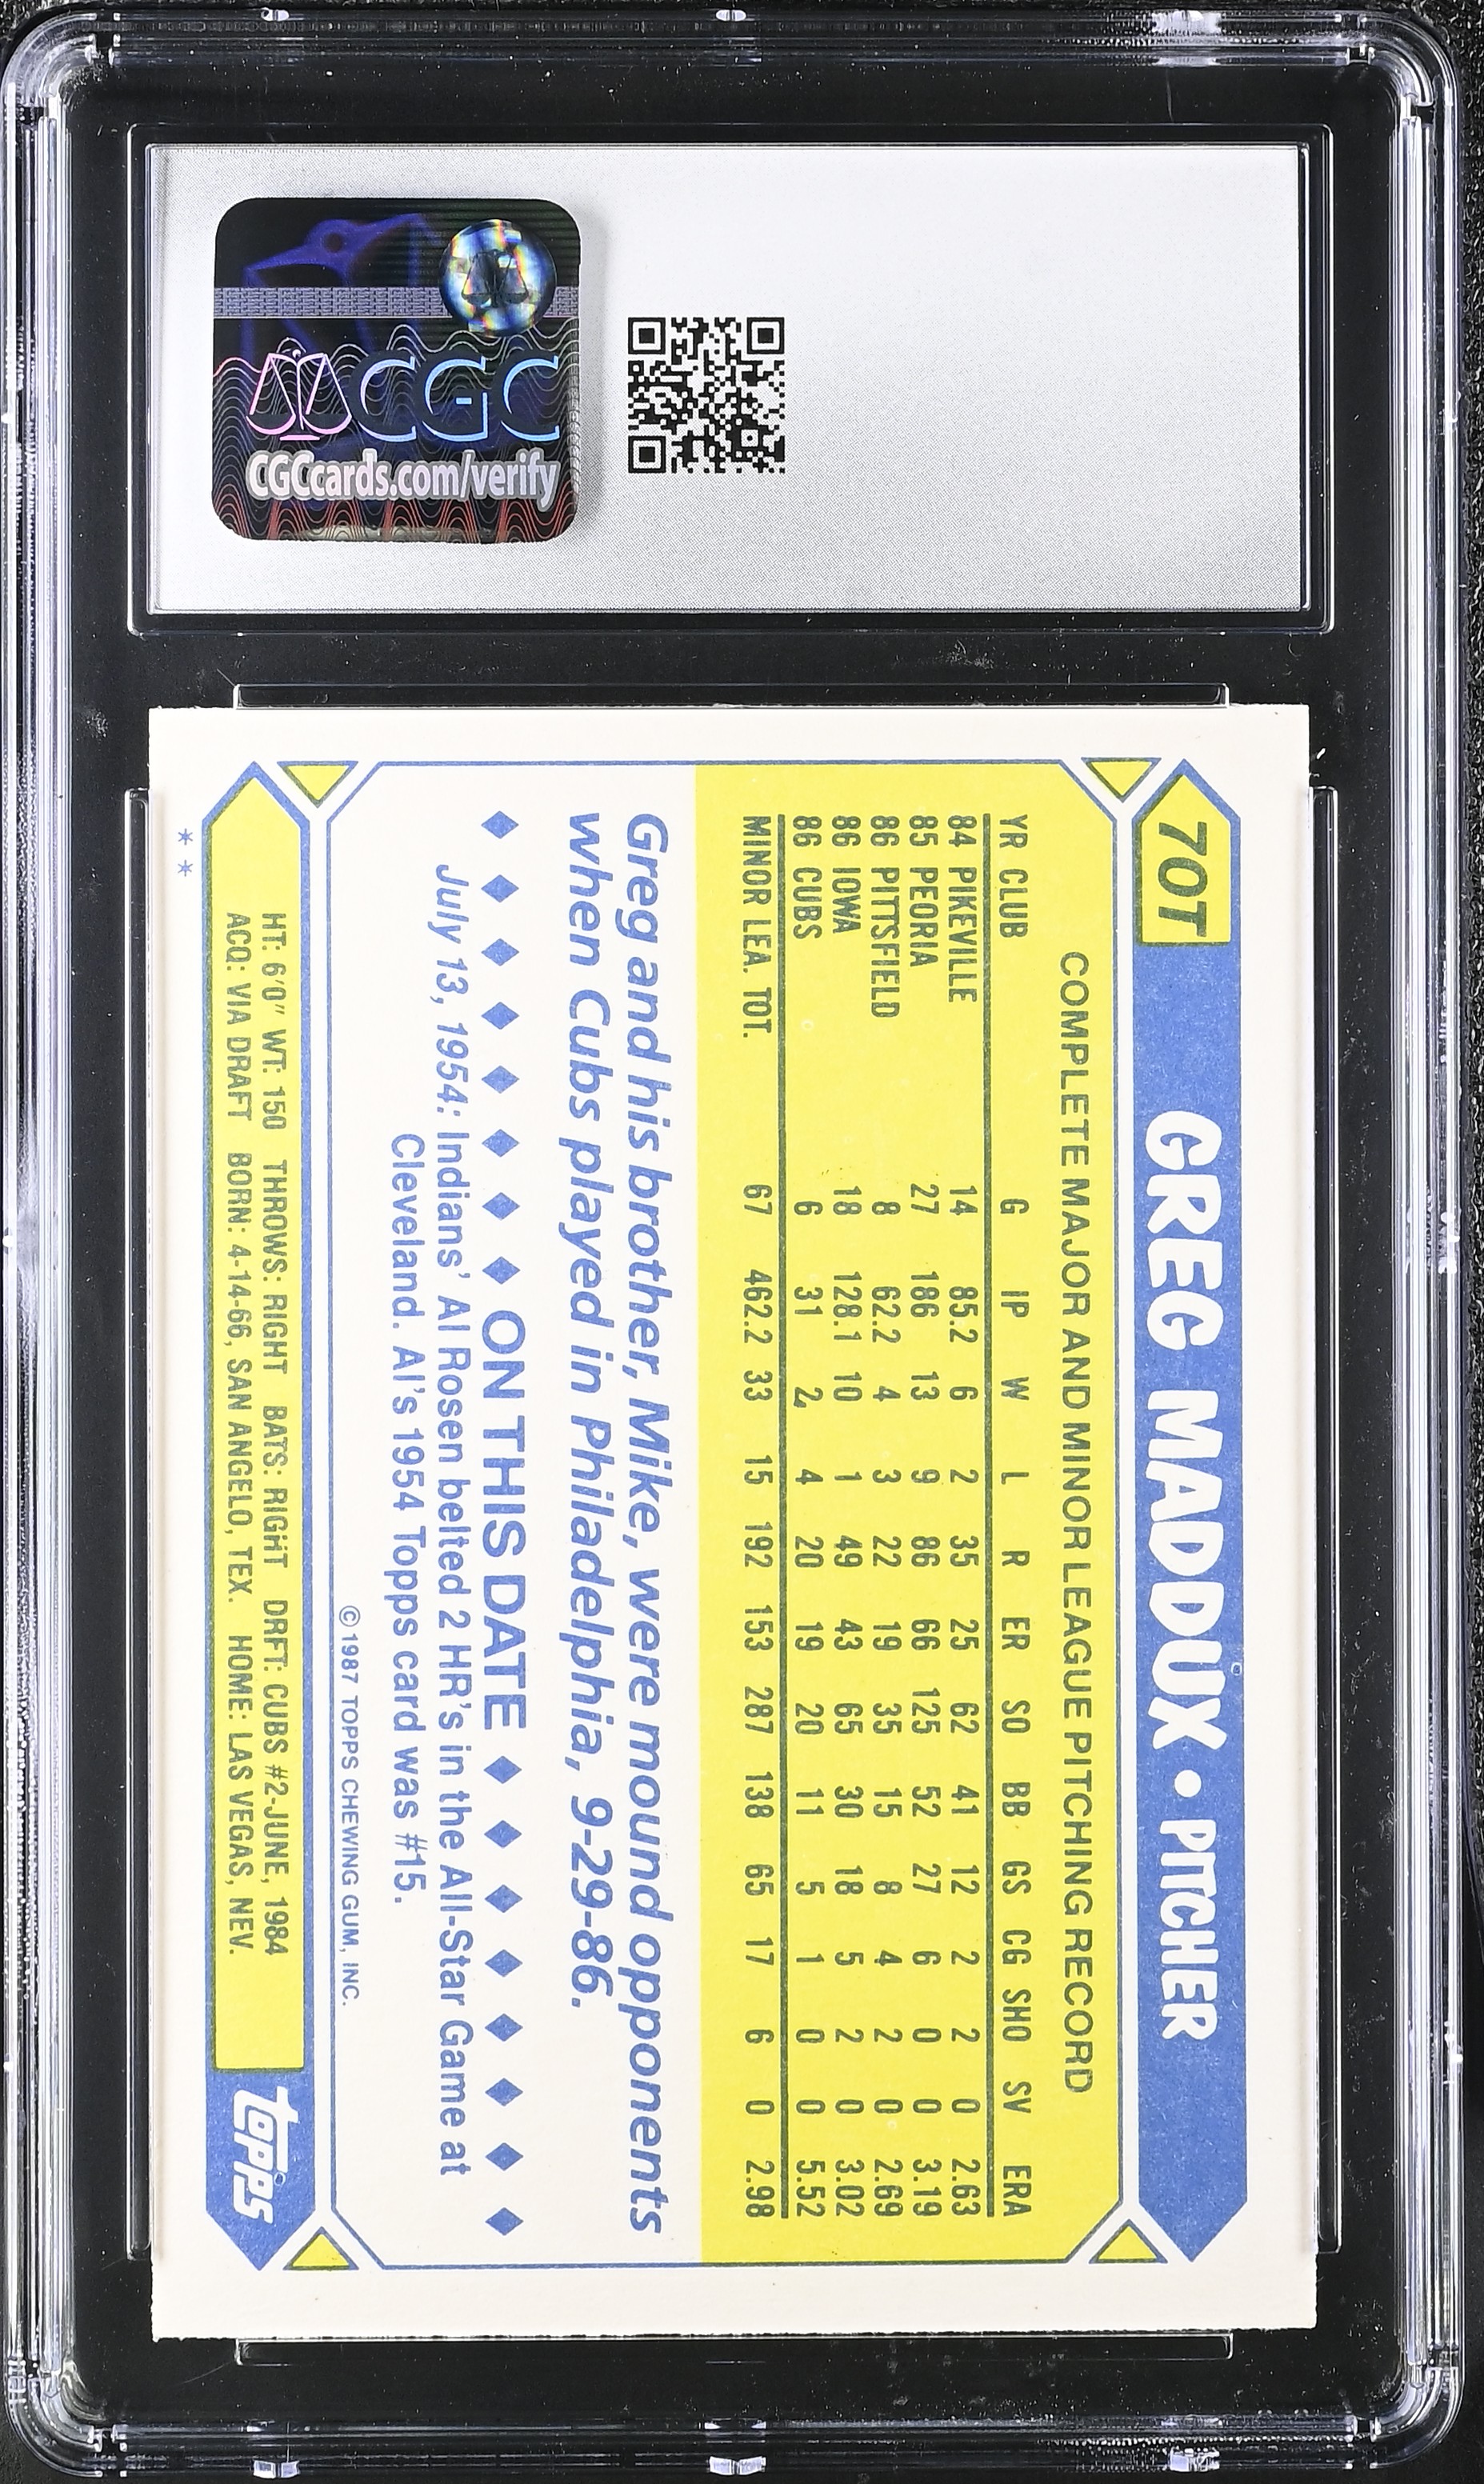 CGC
CGCcards.com/verify
70T GREG MADDUX • PITCHER
COMPLETE MAJOR AND MINOR LEAGUE PITCHING RECORD
YR CLUB G IP W L R ER SO BB GS CG SHO SV ERA
84 PIKEVILLE 14 85.2 6 2 35 25 62 41 12 2 2 0 2.63
85 PEORIA 27 186 13 9 86 66 125 52 27 6 0 0 3.19
86 PITTSFIELD 8 62.2 4 3 22 19 35 15 8 4 2 0 2.69
86 IOWA 18 128.1 10 1 49 43 65 30 18 5 2 0 3.02
86 CUBS 6 31 2 4 20 19 20 11 5 1 0 0 5.52
MINOR LEA. TOT. 67 462.2 33 15 192 153 287 138 65 17 6 0 2.98
Greg and his brother, Mike, were mound opponents
when Cubs played in Philadelphia, 9-29-86.
ON THIS DATE
July 13, 1954: Indians' Al Rosen belted 2 HR's in the All-Star Game at
Cleveland. Al's 1954 Topps card was #15.
©1987 TOPPS CHEWING GUM, INC.
HT: 6'0" WT: 150 THROWS: RIGHT BATS: RIGHT DRFT: CUBS #2-JUNE, 1984
ACQ: VIA DRAFT BORN: 4-14-66, SAN ANGELO, TEX. HOME: LAS VEGAS, NEV.
topps
**